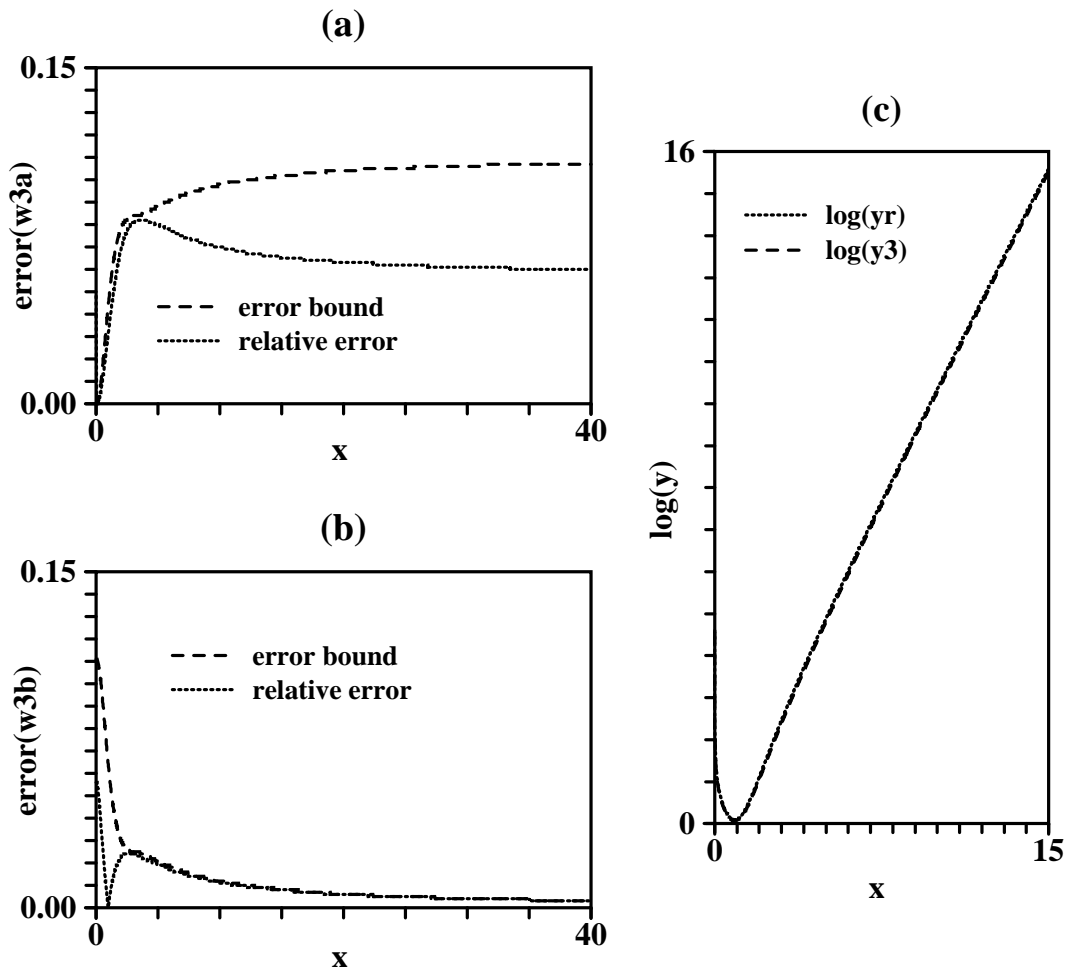 (a)
0.15
error(w3a)
error bound
relative error
0.00
0
40
x
(b)
0.15
error(w3b)
error bound
relative error
0.00
0
40
x
(c)
16
log(yr)
log(y3)
log(y)
0
0
15
x